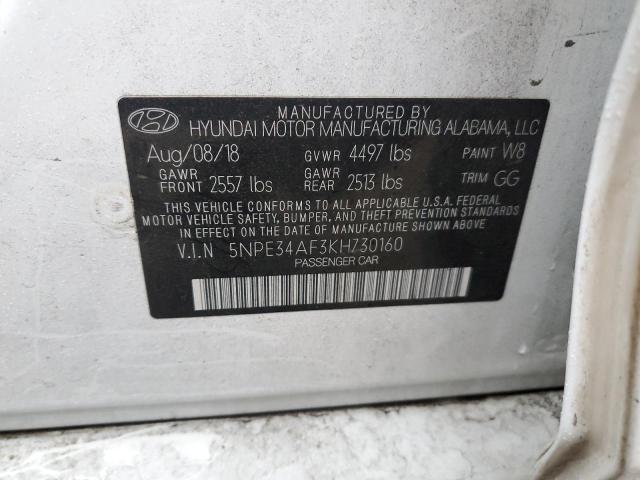 MANUFACTURED BY
HYUNDAI MOTOR MANUFACTURING ALABAMA, LLC
Aug/08/18 GVWR 4497 lbs PAINT W8
GAWR FRONT 2557 lbs GAWR REAR 2513 lbs TRIM GG
THIS VEHICLE CONFORMS TO ALL APPLICABLE U.S.A. FEDERAL
MOTOR VEHICLE SAFETY, BUMPER, AND THEFT PREVENTION STANDARDS
IN EFFECT ON THE DATE OF MANUFACTURE SHOWN ABOVE.
V.I.N 5NPE34AF3KH730160
PASSENGER CAR